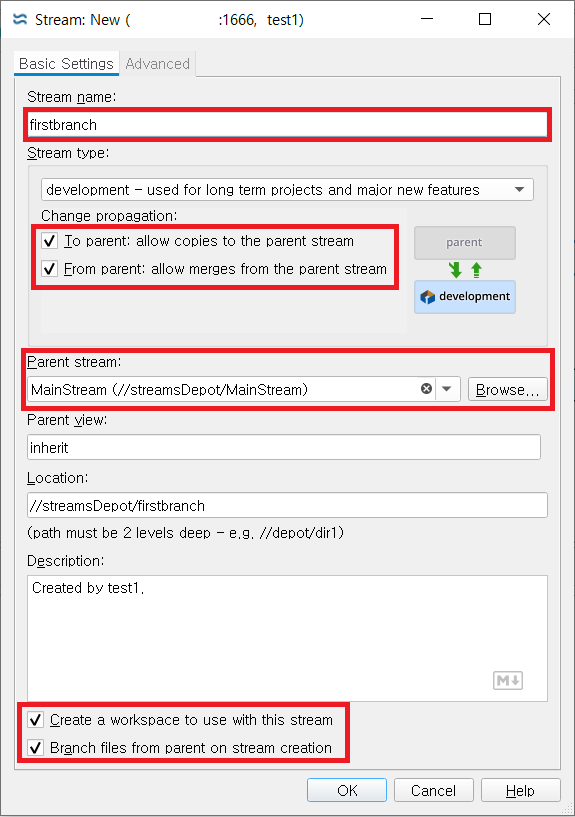 Stream: New ( :1666, test1)
Basic Settings
Advanced
Stream name:
firstbranch
Stream type:
development - used for long term projects and major new features
Change propagation:
To parent: allow copies to the parent stream
From parent: allow merges from the parent stream
parent
development
Parent stream:
MainStream (//streamsDepot/MainStream)
Browse...
Parent view:
inherit
Location:
//streamsDepot/firstbranch
(path must be 2 levels deep - e.g. //depot/dir1)
Description:
Created by test1.
M
Create a workspace to use with this stream
Branch files from parent on stream creation
OK
Cancel
Help